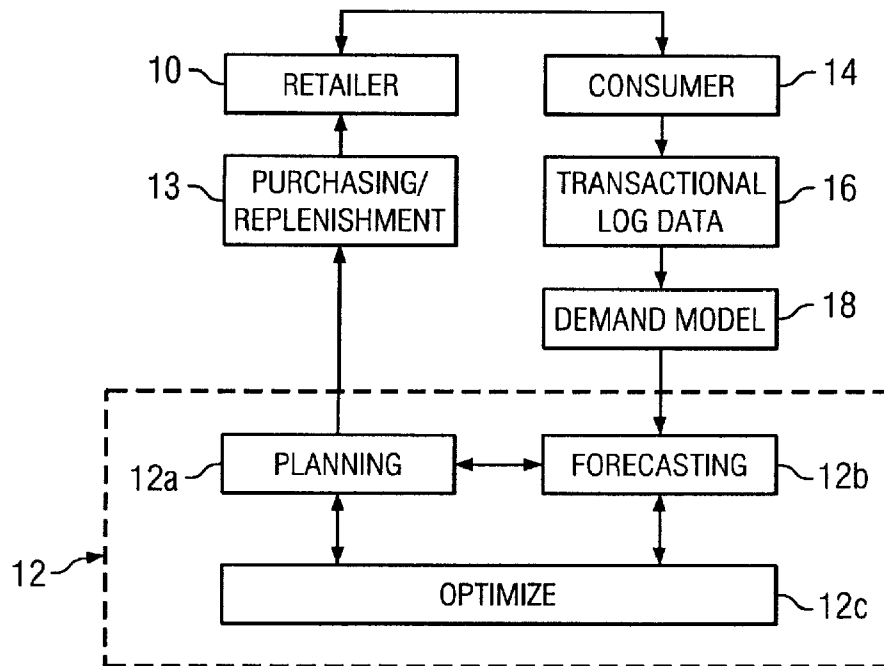 10
RETAILER
CONSUMER
14
13
PURCHASING/
REPLENISHMENT
TRANSACTIONAL
LOG DATA
16
DEMAND MODEL
18
12a
PLANNING
FORECASTING
12b
12
OPTIMIZE
12c